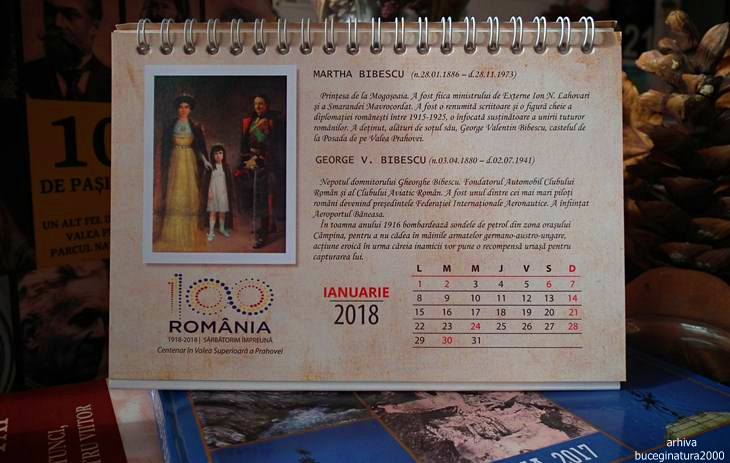 MARTHA BIBESCU (n.28.01.1886 – d.28.11.1973)
Prințesa de la Mogoșoaia. A fost fiica ministrului de Externe Ion N. Lahovari
și a Smarandei Mavrocordat. A fost o renumită scriitoare și o figură cheie a
diplomației românești între 1915-1925, o înfocată susținătoare a unirii tuturor
românilor. A deținut, alături de soțul său, George Valentin Bibescu, castelul de
la Posada de pe Valea Prahovei.
GEORGE V. BIBESCU (n.03.04.1880 – d.02.07.1941)
Nepotul domnitorului Gheorghe Bibescu. Fondatorul Automobil Clubului
Român și al Clubului Aviatic Român. A fost unul dintre cei mai mari piloți
români devenind președintele Federației Internaționale Aeronautice. A înființat
Aeroportul Băneasa.
În toamna anului 1916 bombardează sondele de petrol din zona orașului
Câmpina, pentru a nu cădea în mâinile armatelor germano-austro-ungare,
acțiune eroică în urma căreia inamicii vor pune o recompensă uriașă pentru
capturarea lui.
100
ROMÂNIA
1918-2018 | SĂRBĂTORIM ÎMPREUNĂ
Centenar în Valea Superioară a Prahovei
IANUARIE
2018
L M M J V S D
1 2 3 4 5 6 7
8 9 10 11 12 13 14
15 16 17 18 19 20 21
22 23 24 25 26 27 28
29 30 31
10
DE PAȘI
UN ALT FEL
VALEA
PARCUL
21
2017
arhiva
buceginatura2000